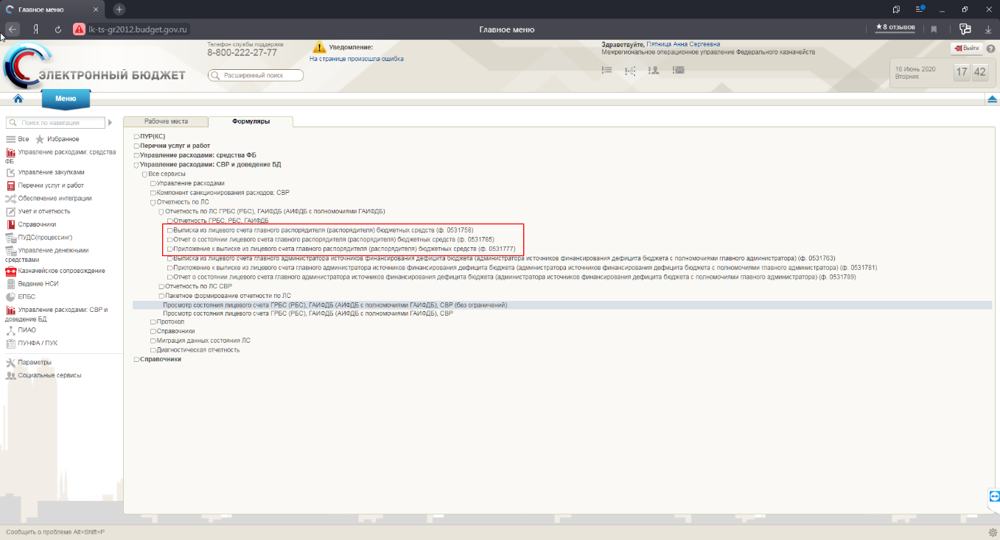 Главное меню
lk-ts-gr2012.budget.gov.ru
Главное меню
★ 8 отзывов
ЭЛЕКТРОННЫЙ БЮДЖЕТ
Телефон службы поддержки
8-800-222-27-77
Расширенный поиск
Уведомление:
На странице произошла ошибка
Здравствуйте, Пятница Анна Сергеевна
Межрегиональное операционное управление Федерального казначейств
Выйти
16 Июнь 2020
Вторник
17 42
Меню
Поиск по навигации
Все Избранное
Управление расходами: средства
ФБ
Управление закупками
Перечни услуг и работ
Обеспечение интеграции
Учет и отчетность
Справочники
ПУДС(процессинг)
Управление денежными
средствами
Казначейское сопровождение
Ведение НСИ
ЕПБС
Управление расходами: СВР и
доведение БД
ПИАО
ПУНФА / ПУК
Параметры
Социальные сервисы
Рабочие места
Формуляры
ПУР(КС)
Перечни услуг и работ
Управление расходами: средства ФБ
Управление расходами: СВР и доведение БД
Все сервисы
Управление расходами
Компонент санкционирования расходов: СВР
Отчетность по ЛС
Отчетность по ЛС ГРБС (РБС), ГАИФДБ (АИФДБ с полномочиями ГАИФДБ)
Отчетность ГРБС, РБС, ГАИФДБ
Выписка из лицевого счета главного распорядителя (распорядителя) бюджетных средств (ф. 0531758)
Отчет о состоянии лицевого счета главного распорядителя (распорядителя) бюджетных средств (ф. 0531785)
Приложение к выписке из лицевого счета главного распорядителя (распорядителя) бюджетных средств (ф. 0531777)
Выписка из лицевого счета главного администратора источников финансирования дефицита бюджета (администратора источников финансирования дефицита бюджета с полномочиями главного администратора) (ф. 0531763)
Приложение к выписке из лицевого счета главного администратора источников финансирования дефицита бюджета (администратора источников финансирования дефицита бюджета с полномочиями главного администратора) (ф. 0531781)
Отчет о состоянии лицевого счета главного администратора источников финансирования дефицита бюджета (администратора источников финансирования дефицита бюджета с полномочиями главного администратора) (ф. 0531789)
Отчетность по ЛС СВР
Пакетное формирование отчетности по ЛС
Просмотр состояния лицевого счета ГРБС (РБС), ГАИФДБ (АИФДБ с полномочиями ГАИФДБ), СВР (без ограничений)
Просмотр состояния лицевого счета ГРБС (РБС), ГАИФДБ (АИФДБ с полномочиями ГАИФДБ), СВР
Протокол
Справочники
Миграция данных состояния ЛС
Диагностическая отчетность
Справочники
Сообщить о проблеме Alt+Shift+P